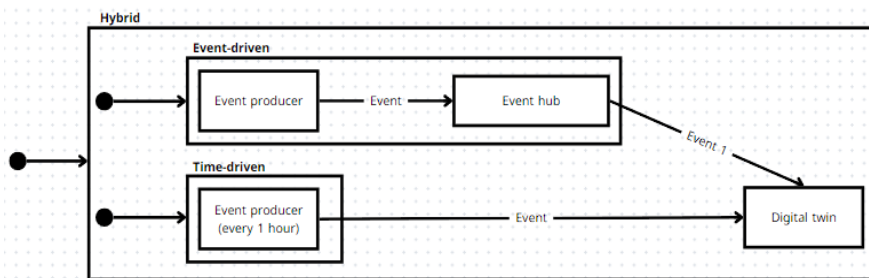 Hybrid
Event-driven
Event producer
Event
Event hub
Event 1
Time-driven
Event producer
(every 1 hour)
Event
Digital twin